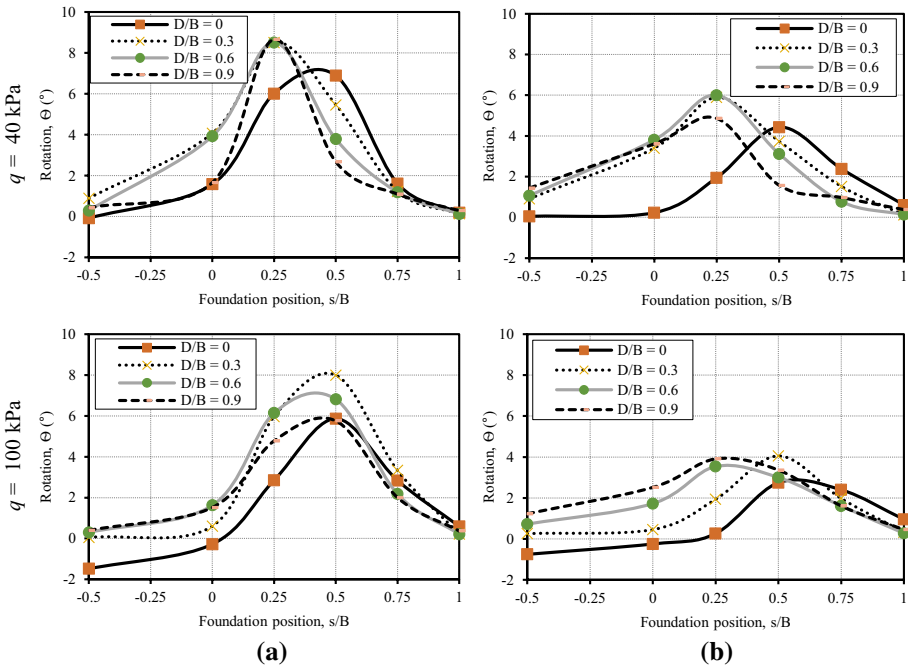 q = 40 kPa
Rotation, Θ (°)
10
8
6
4
2
0
-2
D/B = 0
D/B = 0.3
D/B = 0.6
D/B = 0.9
-0.5
-0.25
0
0.25
0.5
0.75
1
Foundation position, s/B
Rotation, Θ (°)
10
8
6
4
2
0
-2
D/B = 0
D/B = 0.3
D/B = 0.6
D/B = 0.9
-0.5
-0.25
0
0.25
0.5
0.75
1
Foundation position, s/B
q = 100 kPa
Rotation, Θ (°)
10
8
6
4
2
0
-2
D/B = 0
D/B = 0.3
D/B = 0.6
D/B = 0.9
-0.5
-0.25
0
0.25
0.5
0.75
1
Foundation position, s/B
(a)
Rotation, Θ (°)
10
8
6
4
2
0
-2
D/B = 0
D/B = 0.3
D/B = 0.6
D/B = 0.9
-0.5
-0.25
0
0.25
0.5
0.75
1
Foundation position, s/B
(b)